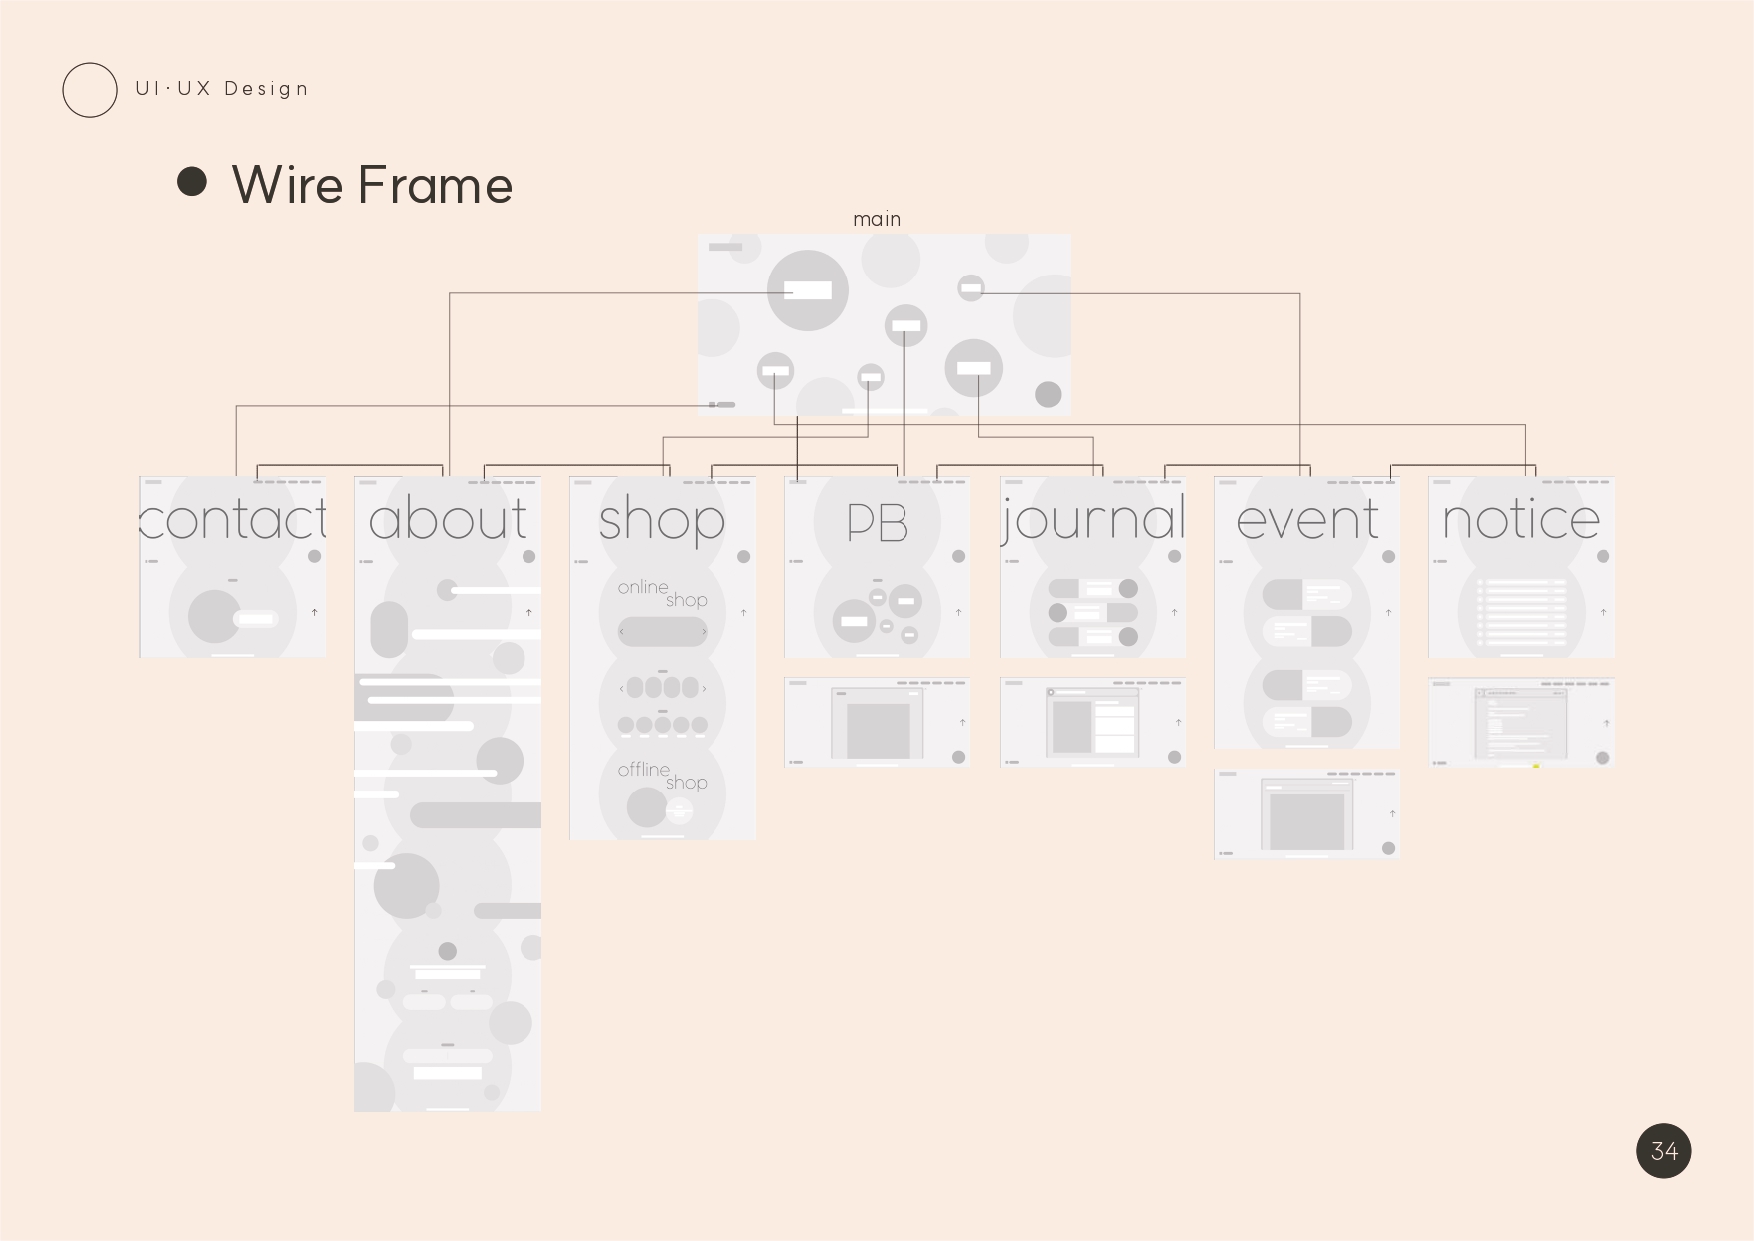 UI·UX Design
Wire Frame
main
contact
about
shop
PB
journal
event
notice
online
shop
offline
shop
34